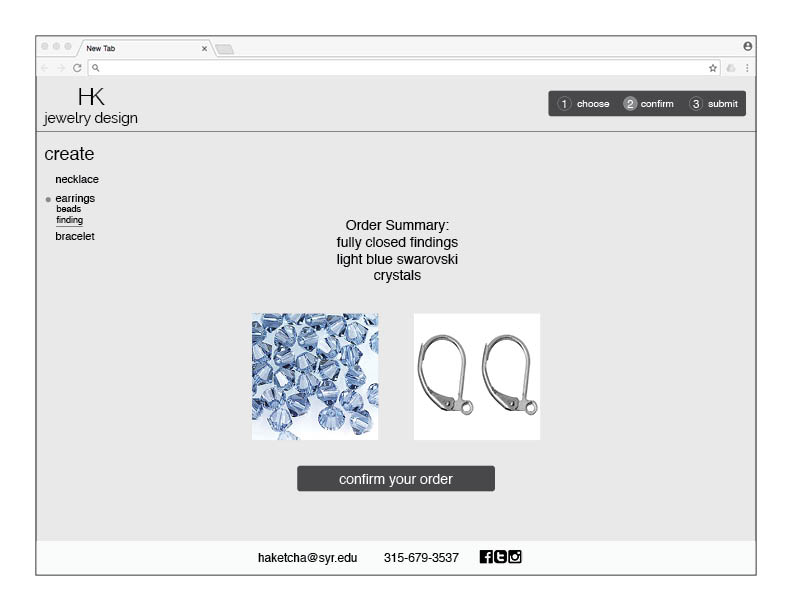 New Tab
HK
jewelry design
1 choose 2 confirm 3 submit
create
necklace
earrings
beads
finding
bracelet
Order Summary:
fully closed findings
light blue swarovski
crystals
confirm your order
haketcha@syr.edu 315-679-3537